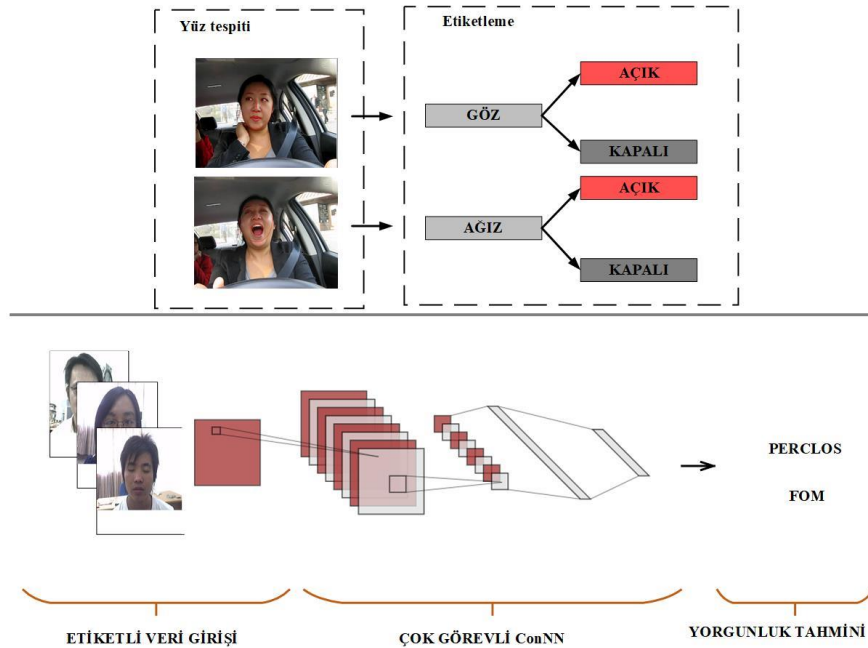 Yüz tespiti
Etiketleme
GÖZ
AÇIK
KAPALI
AĞIZ
AÇIK
KAPALI
PERCLOS
FOM
ETİKETLİ VERİ GİRİŞİ
ÇOK GÖREVLİ ConNN
YORGUNLUK TAHMİNİ